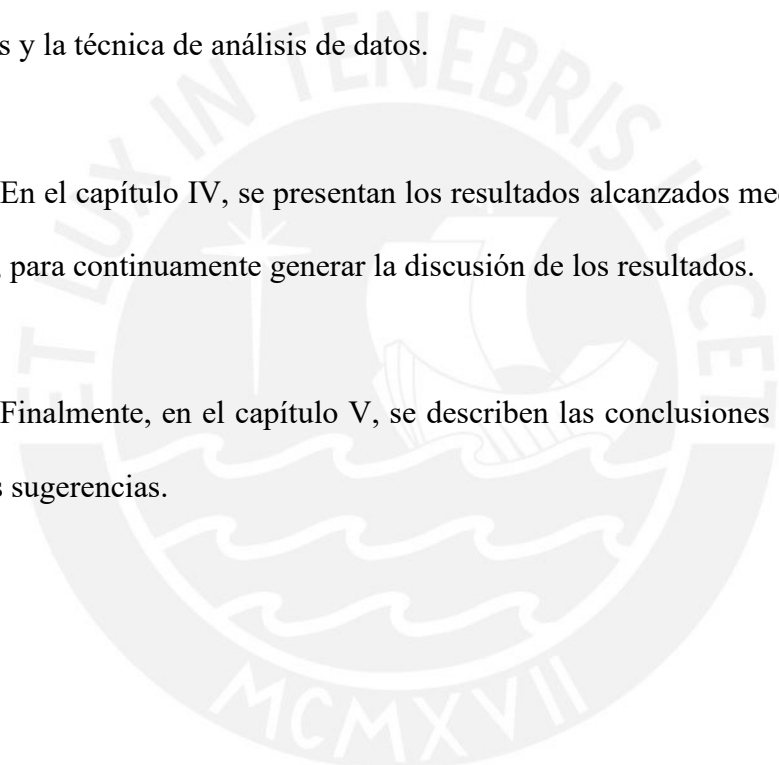 s y la técnica de análisis de datos.
En el capítulo IV, se presentan los resultados alcanzados me
, para continuamente generar la discusión de los resultados.
Finalmente, en el capítulo V, se describen las conclusiones
s sugerencias.
ET LUX IN TENEBRIS LUCET
MCMXVII